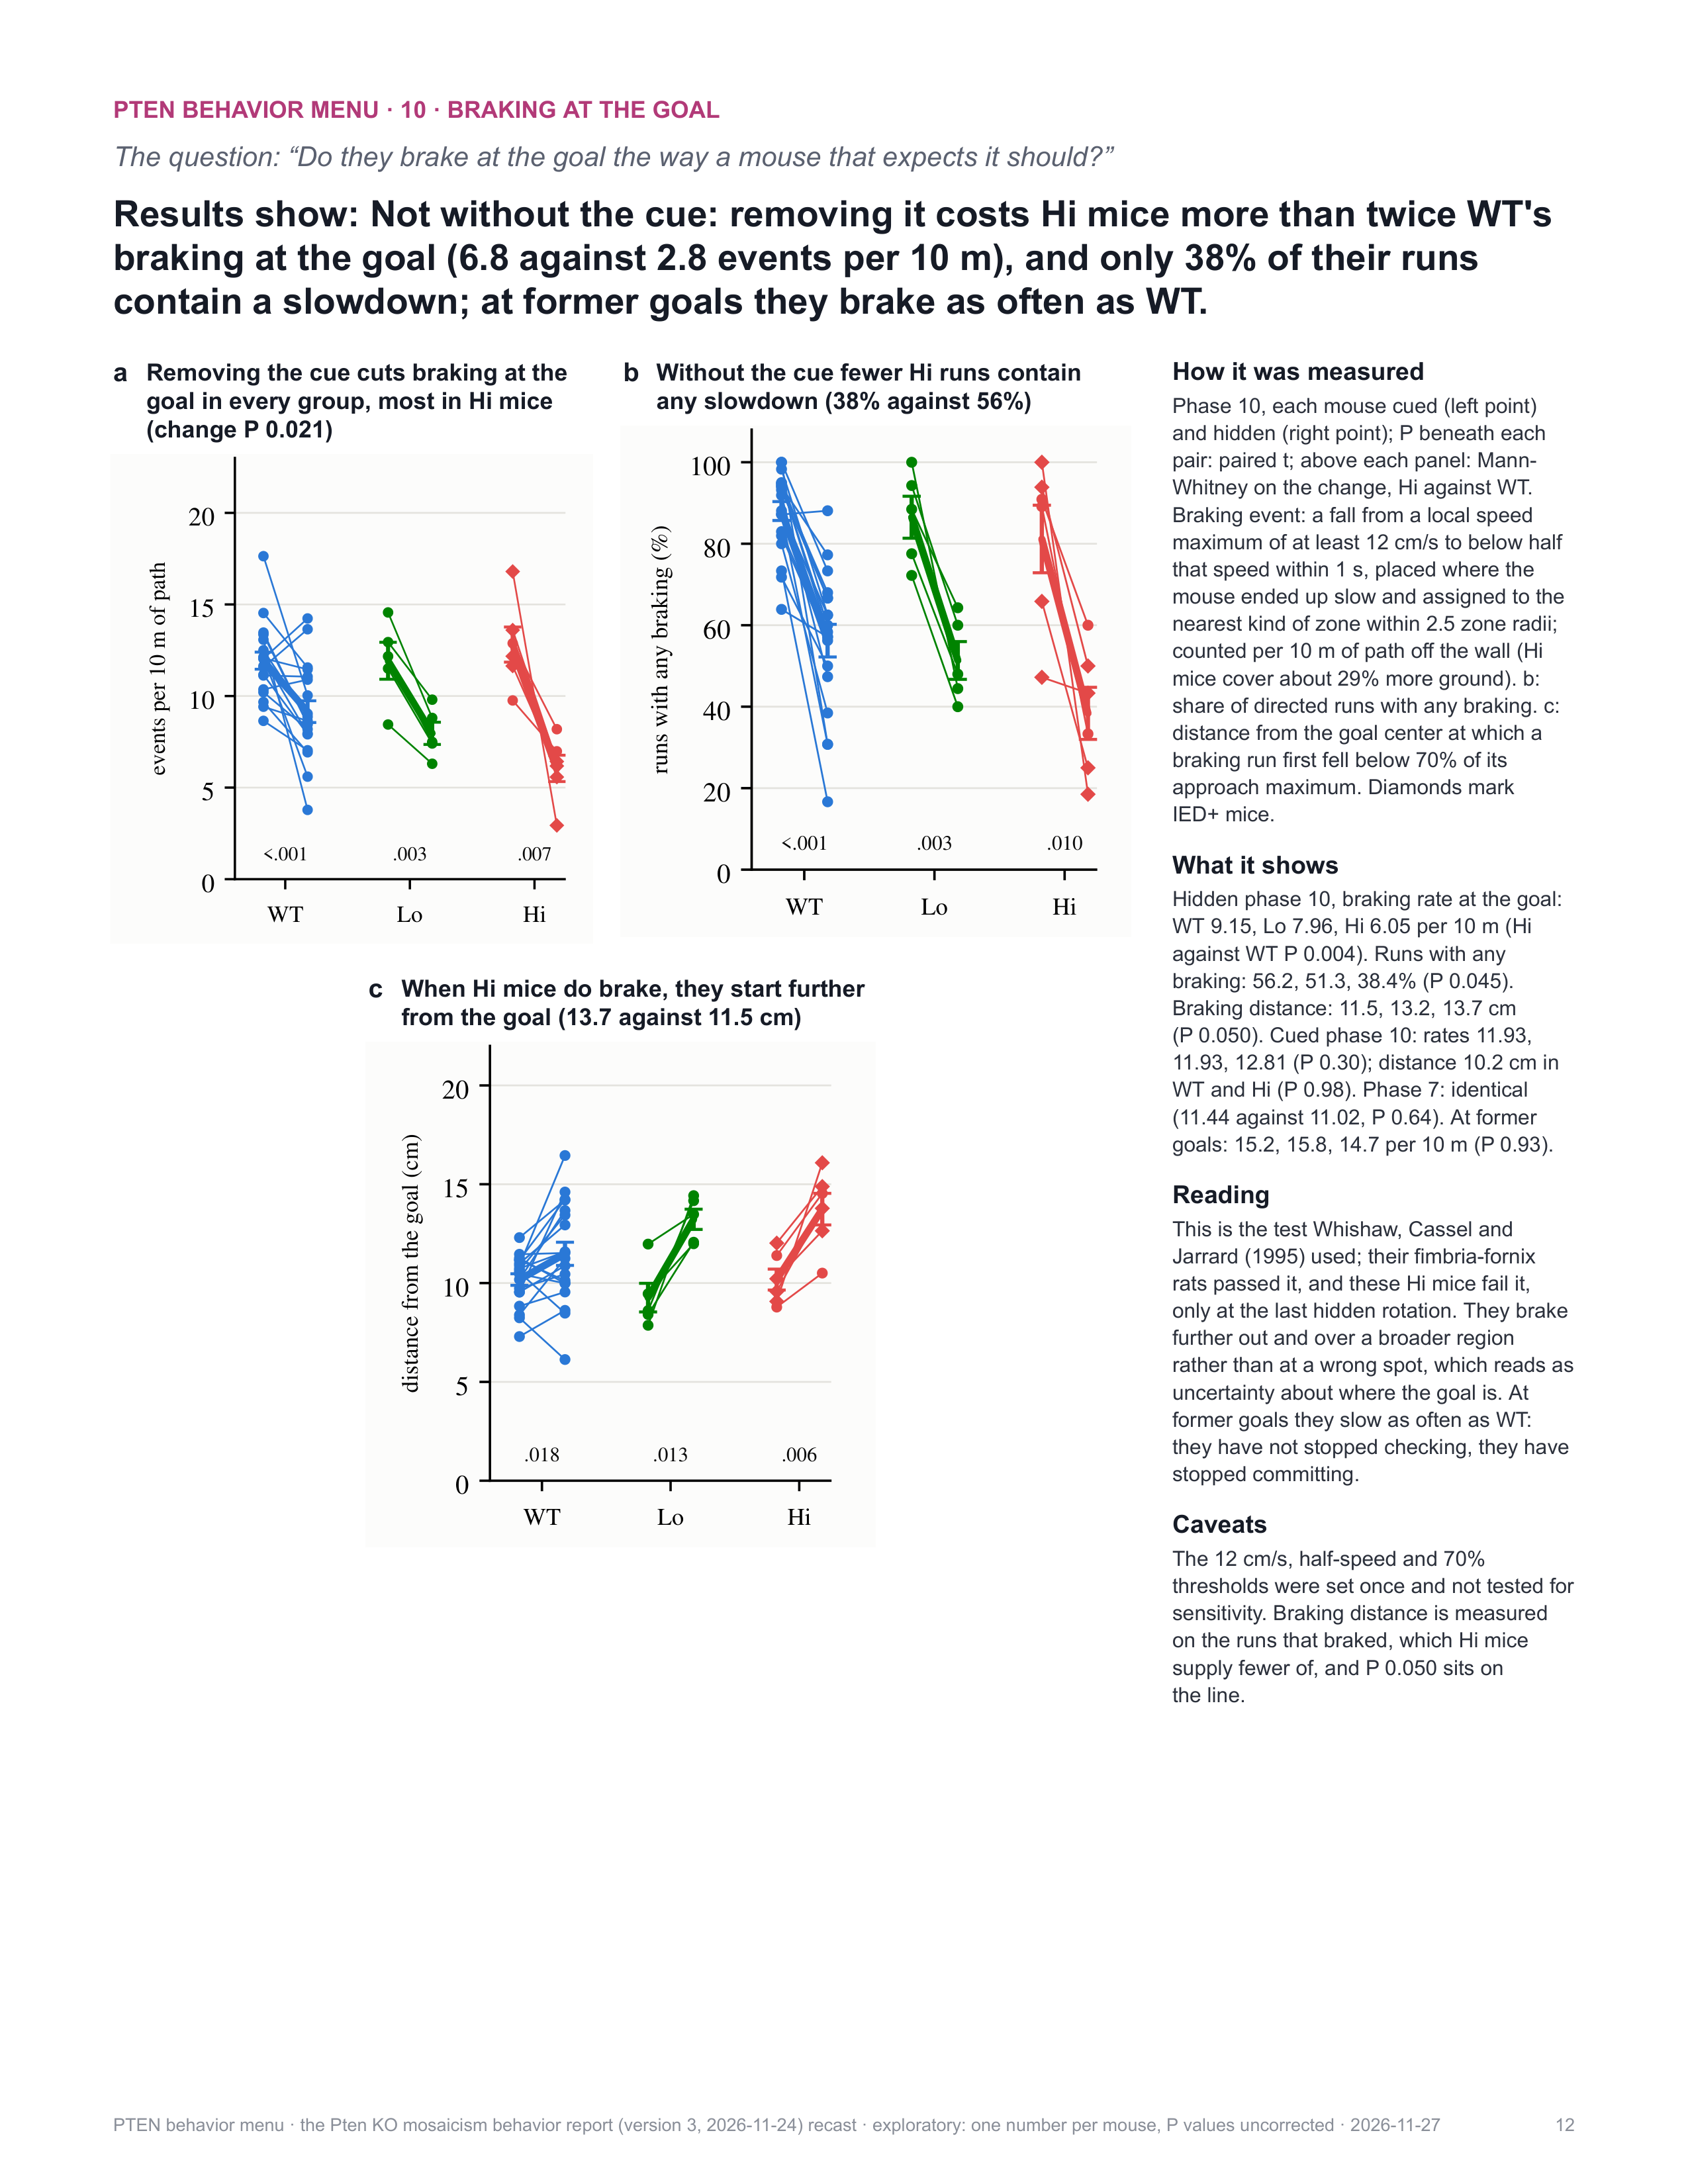 PTEN BEHAVIOR MENU · 10 · BRAKING AT THE GOAL
The question: “Do they brake at the goal the way a mouse that expects it should?”
Results show: Not without the cue: removing it costs Hi mice more than twice WT's
braking at the goal (6.8 against 2.8 events per 10 m), and only 38% of their runs
contain a slowdown; at former goals they brake as often as WT.
a Removing the cue cuts braking at the
goal in every group, most in Hi mice
(change P 0.021)
events per 10 m of path
20
15
10
5
0
<.001 .003 .007
WT Lo Hi
b Without the cue fewer Hi runs contain
any slowdown (38% against 56%)
runs with any braking (%)
100
80
60
40
20
0
<.001 .003 .010
WT Lo Hi
c When Hi mice do brake, they start further
from the goal (13.7 against 11.5 cm)
distance from the goal (cm)
20
15
10
5
0
.018 .013 .006
WT Lo Hi
How it was measured
Phase 10, each mouse cued (left point)
and hidden (right point); P beneath each
pair: paired t; above each panel: Mann-
Whitney on the change, Hi against WT.
Braking event: a fall from a local speed
maximum of at least 12 cm/s to below half
that speed within 1 s, placed where the
mouse ended up slow and assigned to the
nearest kind of zone within 2.5 zone radii;
counted per 10 m of path off the wall (Hi
mice cover about 29% more ground). b:
share of directed runs with any braking. c:
distance from the goal center at which a
braking run first fell below 70% of its
approach maximum. Diamonds mark
IED+ mice.
What it shows
Hidden phase 10, braking rate at the goal:
WT 9.15, Lo 7.96, Hi 6.05 per 10 m (Hi
against WT P 0.004). Runs with any
braking: 56.2, 51.3, 38.4% (P 0.045).
Braking distance: 11.5, 13.2, 13.7 cm
(P 0.050). Cued phase 10: rates 11.93,
11.93, 12.81 (P 0.30); distance 10.2 cm in
WT and Hi (P 0.98). Phase 7: identical
(11.44 against 11.02, P 0.64). At former
goals: 15.2, 15.8, 14.7 per 10 m (P 0.93).
Reading
This is the test Whishaw, Cassel and
Jarrard (1995) used; their fimbria-fornix
rats passed it, and these Hi mice fail it,
only at the last hidden rotation. They brake
further out and over a broader region
rather than at a wrong spot, which reads as
uncertainty about where the goal is. At
former goals they slow as often as WT:
they have not stopped checking, they have
stopped committing.
Caveats
The 12 cm/s, half-speed and 70%
thresholds were set once and not tested for
sensitivity. Braking distance is measured
on the runs that braked, which Hi mice
supply fewer of, and P 0.050 sits on
the line.
PTEN behavior menu · the Pten KO mosaicism behavior report (version 3, 2026-11-24) recast · exploratory: one number per mouse, P values uncorrected · 2026-11-27 12